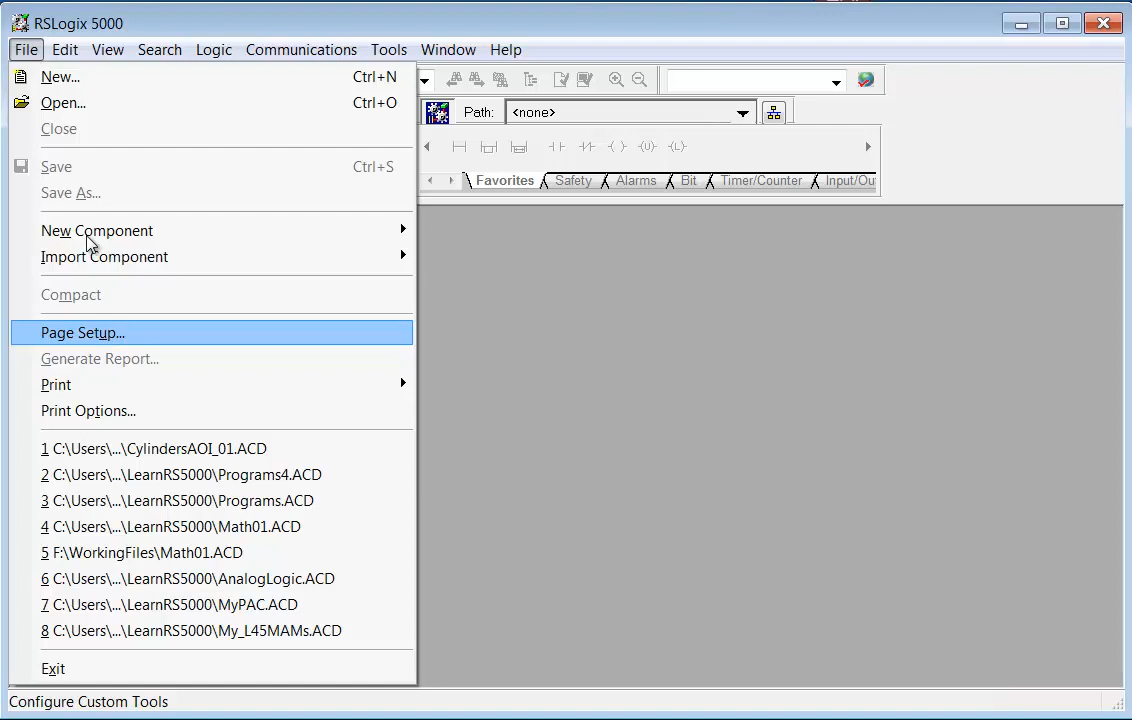 RSLogix 5000
File Edit View Search Logic Communications Tools Window Help
New... Ctrl+N
Open... Ctrl+O
Close
Path: <none>
Save Ctrl+S
Favorites Safety Alarms Bit Timer/Counter Input/Ou
Save As...
New Component
Import Component
Compact
Page Setup...
Generate Report...
Print
Print Options...
1 C:\Users\...\CylindersAOI_01.ACD
2 C:\Users\...\LearnRS5000\Programs4.ACD
3 C:\Users\...\LearnRS5000\Programs.ACD
4 C:\Users\...\LearnRS5000\Math01.ACD
5 F:\WorkingFiles\Math01.ACD
6 C:\Users\...\LearnRS5000\AnalogLogic.ACD
7 C:\Users\...\LearnRS5000\MyPAC.ACD
8 C:\Users\...\LearnRS5000\My_L45MAMs.ACD
Exit
Configure Custom Tools